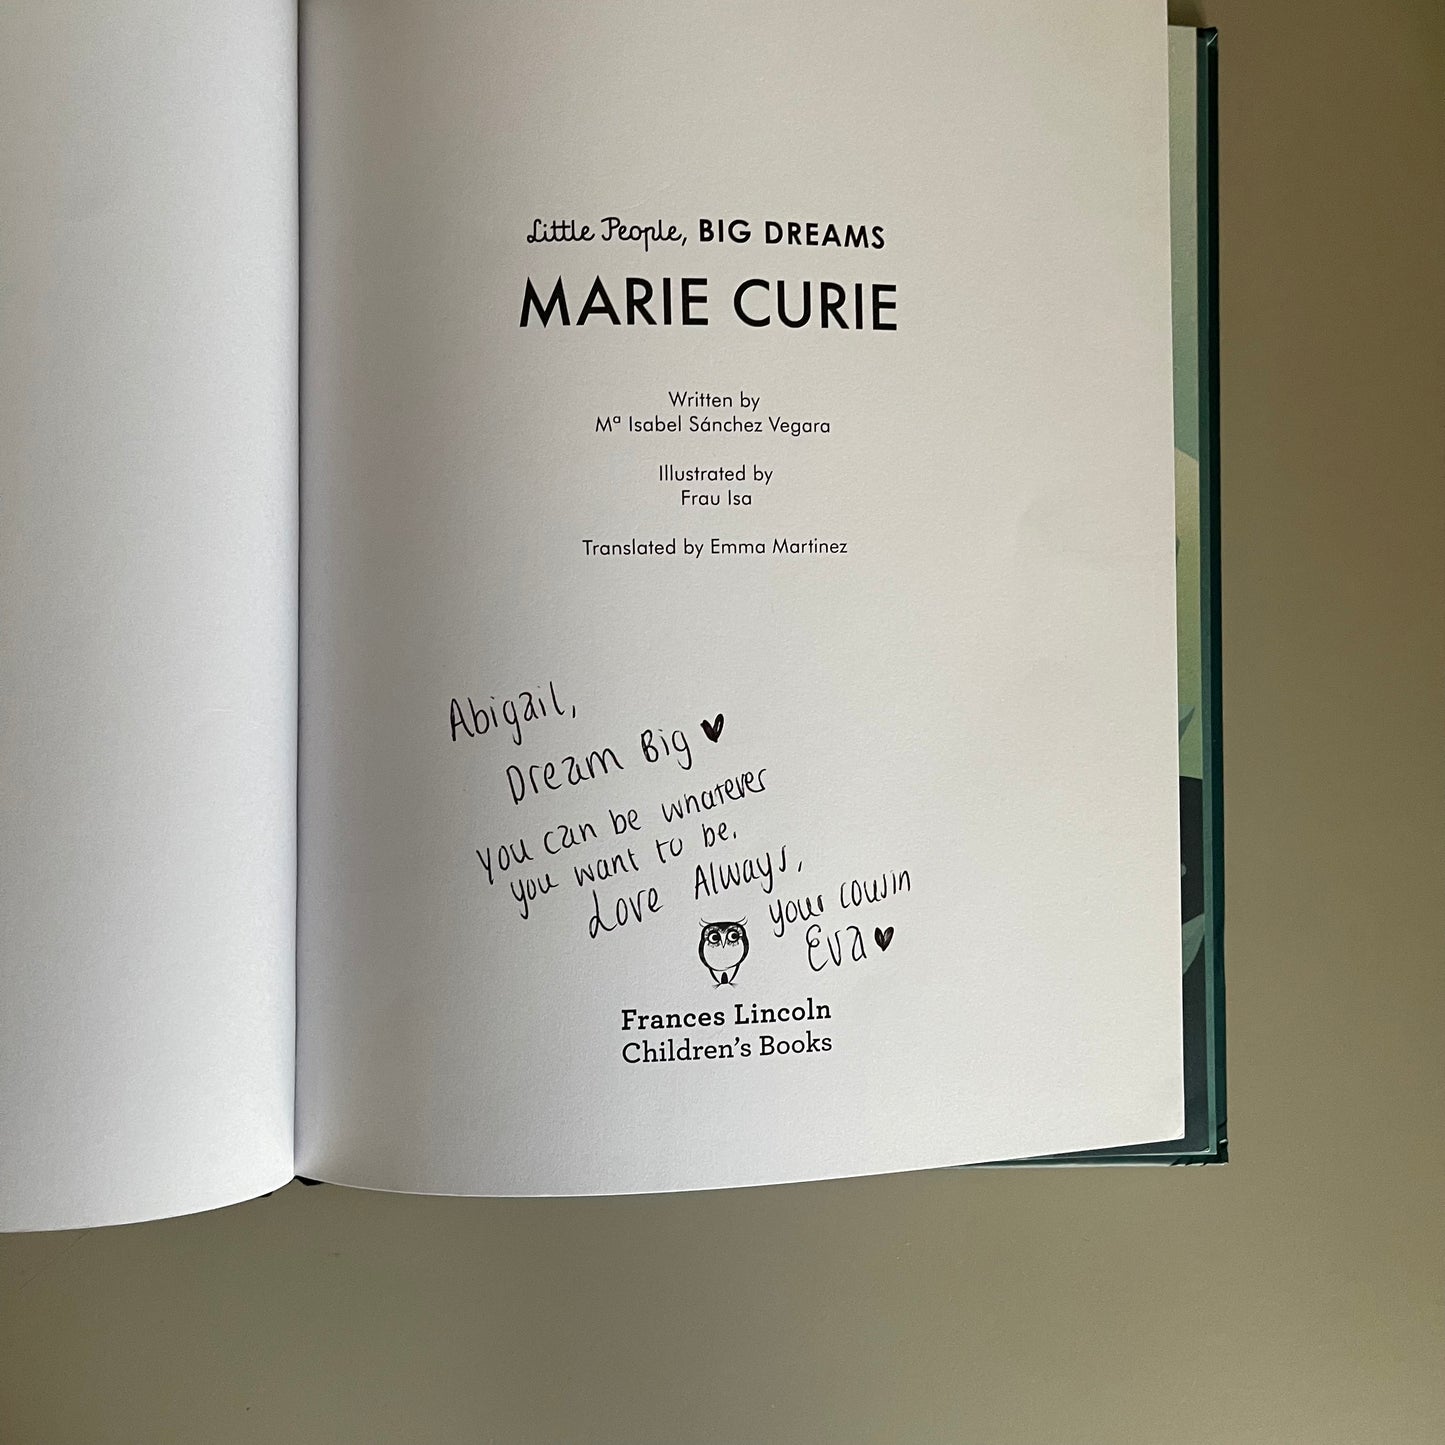 Little People, BIG DREAMS
MARIE CURIE
Written by
Mª Isabel Sánchez Vegara
Illustrated by
Frau Isa
Translated by Emma Martinez
Abigail,
Dream Big ♥
You can be whatever
you want to be.
Love Always,
your cousin
Eva ♥
Frances Lincoln
Children's Books